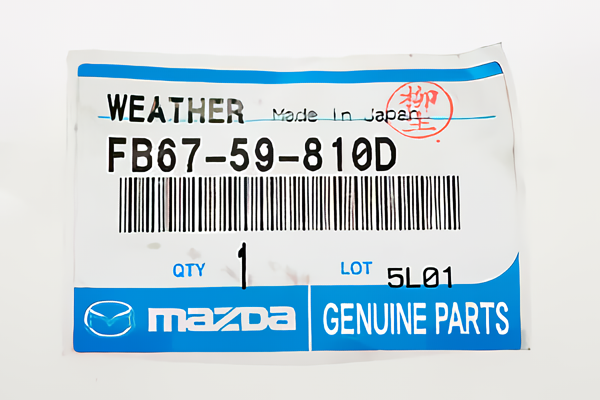 WEATHER Made In Japan
FB67-59-810D
QTY 1 LOT 5L01
mazda GENUINE PARTS